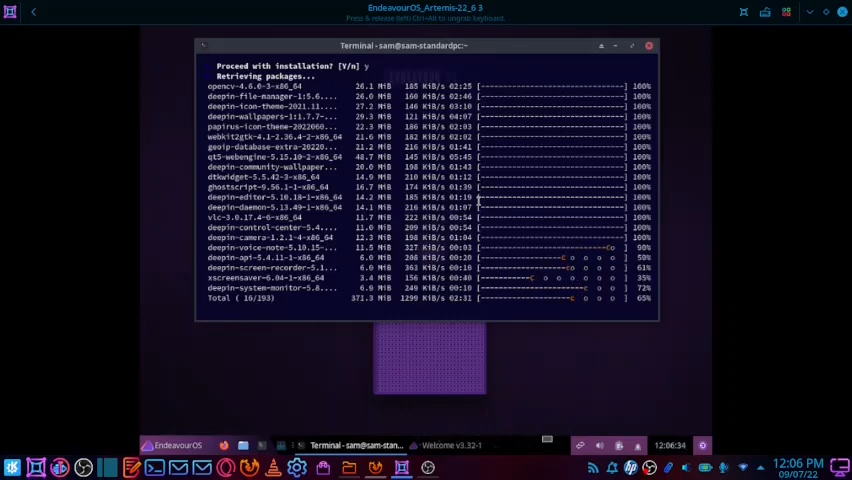 EndeavourOS_Artemis-22_6 3
Press & release (left) Ctrl+Alt to ungrab keyboard.
Terminal - sam@sam-standardpc:~
Proceed with installation? [Y/n] y
Retrieving packages...
opencv-4.6.0-3-x86_64 26.1 MiB 185 KiB/s 02:25 100%
deepin-file-manager-1:5.6.... 26.0 MiB 160 KiB/s 02:46 100%
deepin-icon-theme-2021.11.... 27.2 MiB 146 KiB/s 03:10 100%
deepin-wallpapers-1:1.7.7-... 29.3 MiB 121 KiB/s 04:07 100%
papirus-icon-theme-2022060... 22.3 MiB 186 KiB/s 02:03 100%
webkit2gtk-4.1-2.36.4-2-x86_64 21.6 MiB 182 KiB/s 02:02 100%
geoip-database-extra-20220... 21.2 MiB 216 KiB/s 01:41 100%
qt5-webengine-5.15.10-2-x86_64 48.7 MiB 145 KiB/s 05:45 100%
deepin-community-wallpaper... 20.0 MiB 198 KiB/s 01:43 100%
dtkwidget-5.5.42-3-x86_64 14.9 MiB 210 KiB/s 01:12 100%
ghostscript-9.56.1-1-x86_64 16.7 MiB 174 KiB/s 01:39 100%
deepin-editor-5.10.18-1-x86_64 14.2 MiB 185 KiB/s 01:19 100%
deepin-daemon-5.13.49-1-x86_64 14.1 MiB 216 KiB/s 01:07 100%
vlc-3.0.17.4-6-x86_64 11.7 MiB 222 KiB/s 00:54 100%
deepin-control-center-5.4.... 11.0 MiB 209 KiB/s 00:54 100%
deepin-camera-1.2.1-4-x86_64 12.3 MiB 198 KiB/s 01:04 100%
deepin-voice-note-5.10.15-... 11.5 MiB 327 KiB/s 00:03 90%
deepin-api-5.4.11-3-x86_64 6.0 MiB 208 KiB/s 00:20 59%
deepin-screen-recorder-5.1... 6.0 MiB 363 KiB/s 00:10 61%
xscreensaver-6.04-1-x86_64 3.4 MiB 156 KiB/s 00:40 35%
deepin-system-monitor-5.8.... 6.9 MiB 249 KiB/s 00:10 72%
Total ( 16/193) 371.3 MiB 1299 KiB/s 02:31 65%
EndeavourOS Terminal - sam@sam-stan... Welcome v3.32-1 12:06:34
12:06 PM
09/07/22